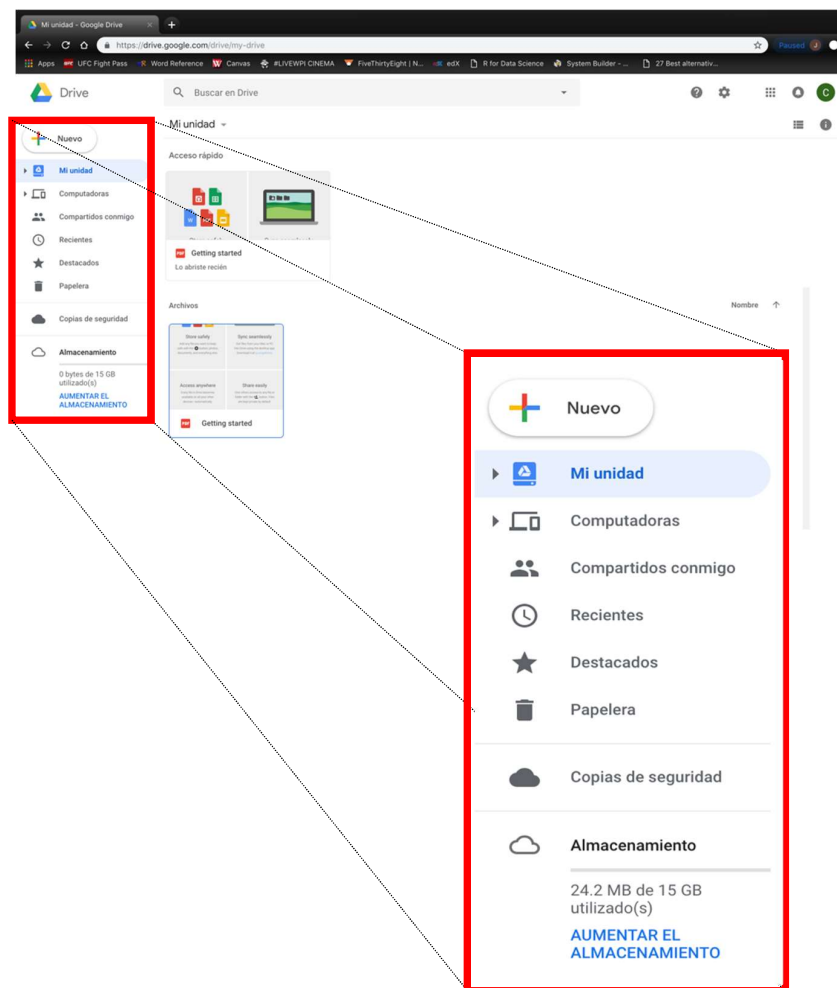 Mi unidad - Google Drive
https://drive.google.com/drive/my-drive
Paused
J
Apps UFC Fight Pass Word Reference Canvas #LIVEWPI CINEMA FiveThirtyEight | N... edX R for Data Science System Builder - ... 27 Best alternativ...
Drive
Buscar en Drive
C
Mi unidad
Nuevo
Mi unidad
Computadoras
Compartidos conmigo
Recientes
Destacados
Papelera
Copias de seguridad
Almacenamiento
0 bytes de 15 GB
utilizado(s)
AUMENTAR EL
ALMACENAMIENTO
Acceso rápido
Getting started
Lo abriste recién
Archivos
Nombre
Store safely
Sync seamlessly
Access anywhere
Share easily
PDF Getting started
Nuevo
Mi unidad
Computadoras
Compartidos conmigo
Recientes
Destacados
Papelera
Copias de seguridad
Almacenamiento
24.2 MB de 15 GB
utilizado(s)
AUMENTAR EL
ALMACENAMIENTO